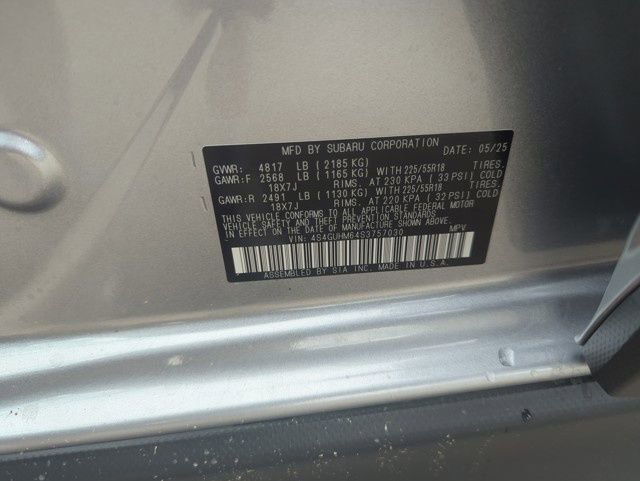 MFD BY SUBARU CORPORATION DATE: 05/25
GVWR: 4817 LB (2185 KG)
GAWR:F 2568 LB (1165 KG) WITH 225/55R18 TIRES.
18X7J RIMS. AT 230 KPA (33 PSI) COLD
GAWR:R 2491 LB (1130 KG) WITH 225/55R18 TIRES.
18X7J RIMS. AT 220 KPA (32 PSI) COLD
THIS VEHICLE CONFORMS TO ALL APPLICABLE FEDERAL MOTOR
VEHICLE SAFETY AND THEFT PREVENTION STANDARDS IN EFFECT
ON THE DATE OF MANUFACTURE SHOWN ABOVE.
VIN: 4S4GUHM64S3757030 MPV
ASSEMBLED BY SIA INC. MADE IN U.S.A.